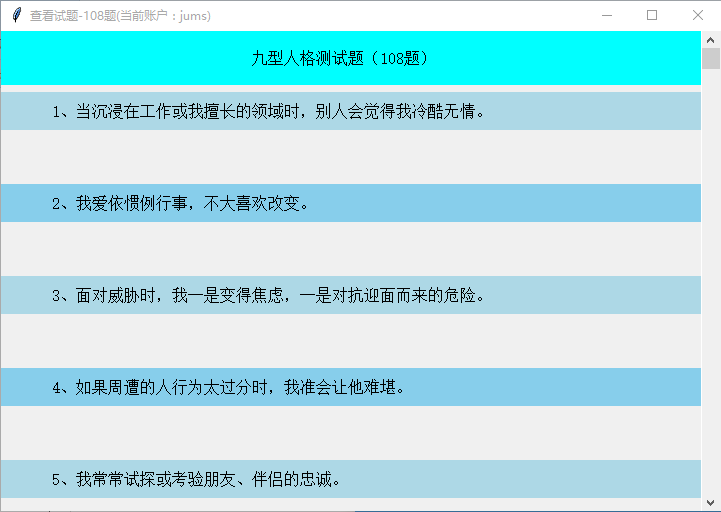 查看试题-108题(当前账户：jums)
九型人格测试题（108题）
1、当沉浸在工作或我擅长的领域时，别人会觉得我冷酷无情。
2、我爱依惯例行事，不大喜欢改变。
3、面对威胁时，我一是变得焦虑，一是对抗迎面而来的危险。
4、如果周遭的人行为太过分时，我准会让他难堪。
5、我常常试探或考验朋友、伴侣的忠诚。